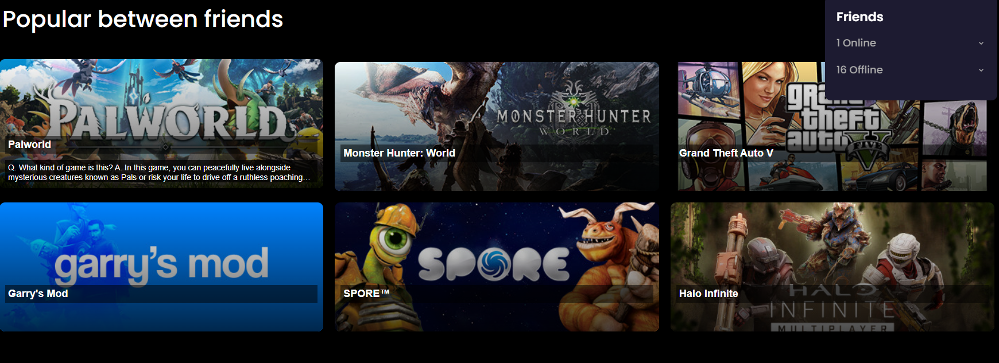 Popular between friends
Friends
1 Online
16 Offline
PALWORLD
Palworld
Q. What kind of game is this? A. In this game, you can peacefully live alongside
mysterious creatures known as Pals or risk your life to drive off a ruthless poaching...
MONSTER HUNTER
WORLD
Monster Hunter: World
grand
theft
auto V
FIVE
Grand Theft Auto V
garry's mod
Garry's Mod
SPORE™
SPORE™
HALO
INFINITE
MULTIPLAYER
Halo Infinite